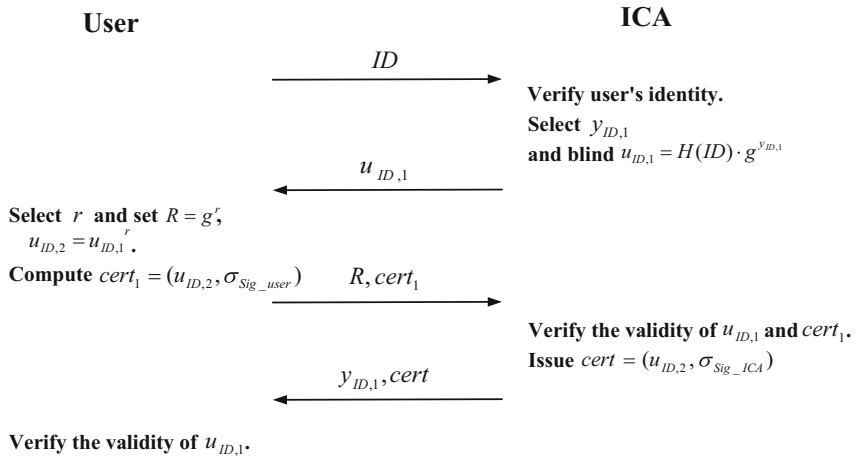 User
ICA
ID
Verify user's identity.
Select y_{ID,1}
and blind u_{ID,1} = H(ID) · g^{y_{ID,1}}
u_{ID,1}
Select r and set R = g^r,
u_{ID,2} = u_{ID,1}^r.
Compute cert_1 = (u_{ID,2}, σ_{Sig_user})
R, cert_1
Verify the validity of u_{ID,1} and cert_1.
Issue cert = (u_{ID,2}, σ_{Sig_ICA})
y_{ID,1}, cert
Verify the validity of u_{ID,1}.